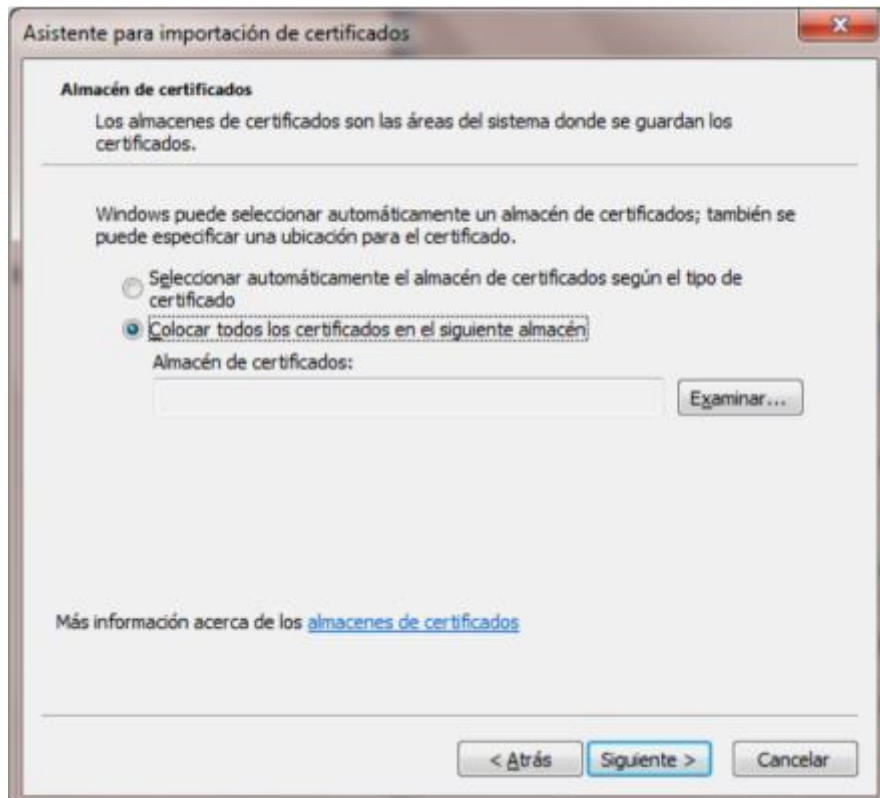 Asistente para importación de certificados
Almacén de certificados
Los almacenes de certificados son las áreas del sistema donde se guardan los
certificados.
Windows puede seleccionar automáticamente un almacén de certificados; también se
puede especificar una ubicación para el certificado.
Seleccionar automáticamente el almacén de certificados según el tipo de
certificado
Colocar todos los certificados en el siguiente almacén
Almacén de certificados:
Examinar...
Más información acerca de los almacenes de certificados
< Atrás Siguiente > Cancelar